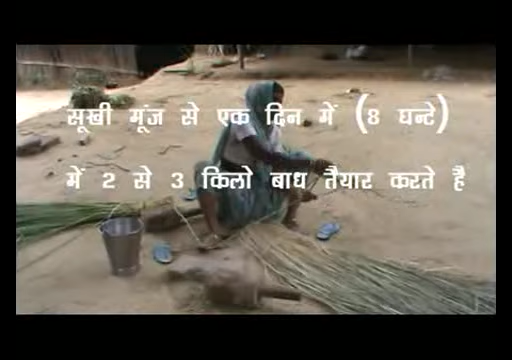 सूखी मूंज से एक दिन में (8 घन्टे)
में 2 से 3 किलो बाध तैयार करते है